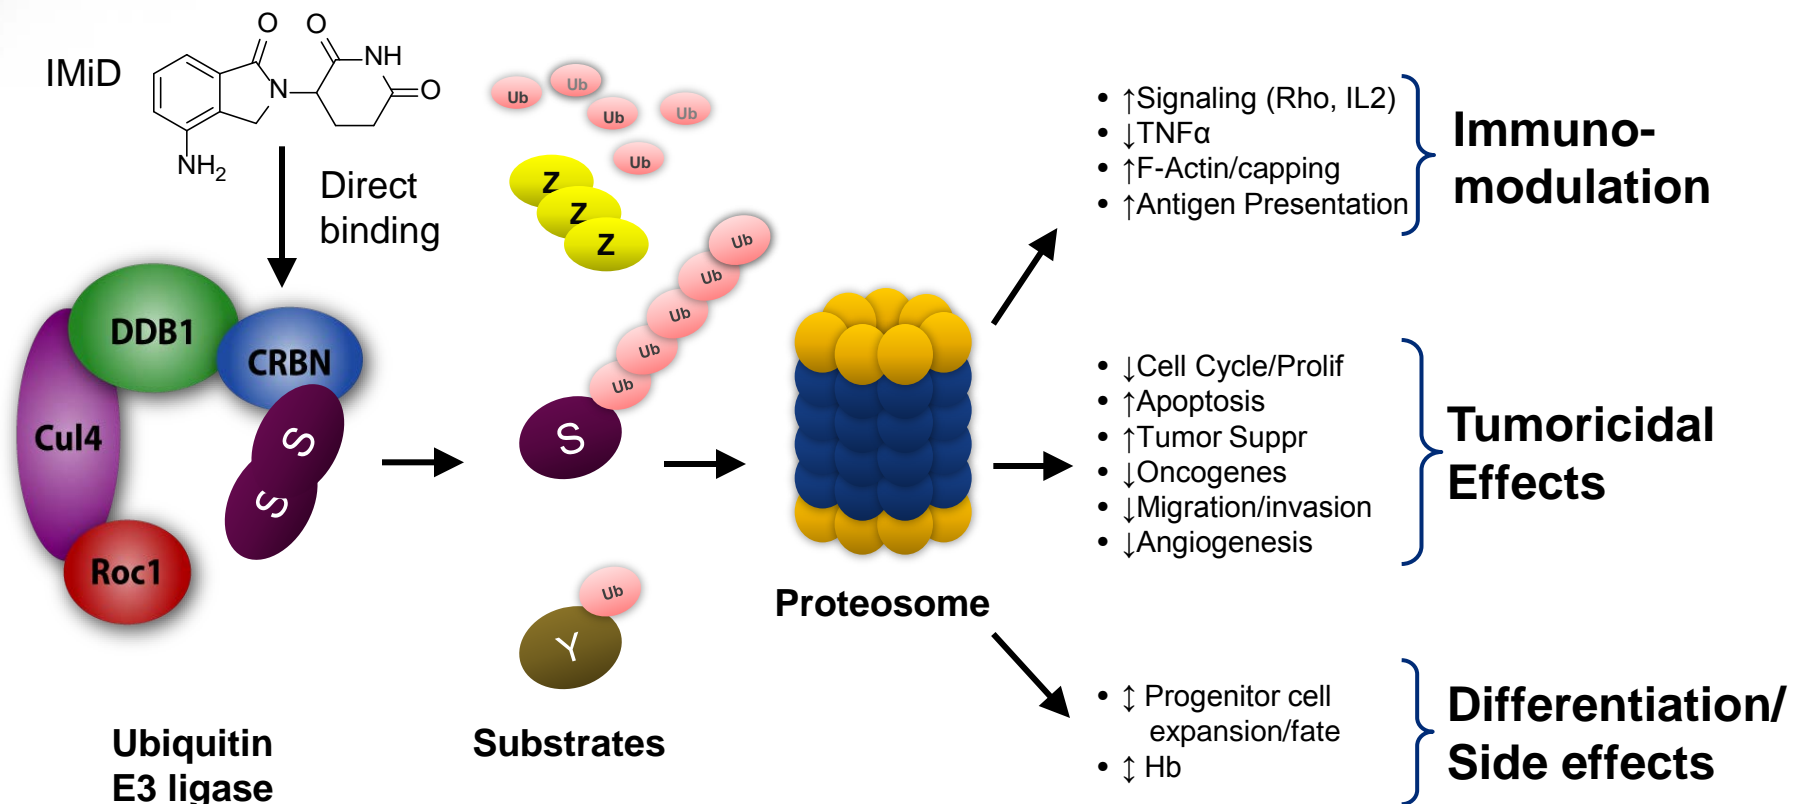 IMiD
O
O
NH
N
O
NH2
Direct
binding
Ub
Ub
Ub
Ub
Ub
Z
Z
Z
Ub
Ub
Ub
Ub
Ub
S
DDB1
CRBN
Cul4
S
S
Roc1
Ub
Y
Ubiquitin
E3 ligase
Substrates
Proteosome
• ↑Signaling (Rho, IL2)
• ↓TNFα
• ↑F-Actin/capping
• ↑Antigen Presentation
Immuno-
modulation
• ↓Cell Cycle/Prolif
• ↑Apoptosis
• ↑Tumor Suppr
• ↓Oncogenes
• ↓Migration/invasion
• ↓Angiogenesis
Tumoricidal
Effects
• ↕ Progenitor cell
expansion/fate
• ↕ Hb
Differentiation/
Side effects